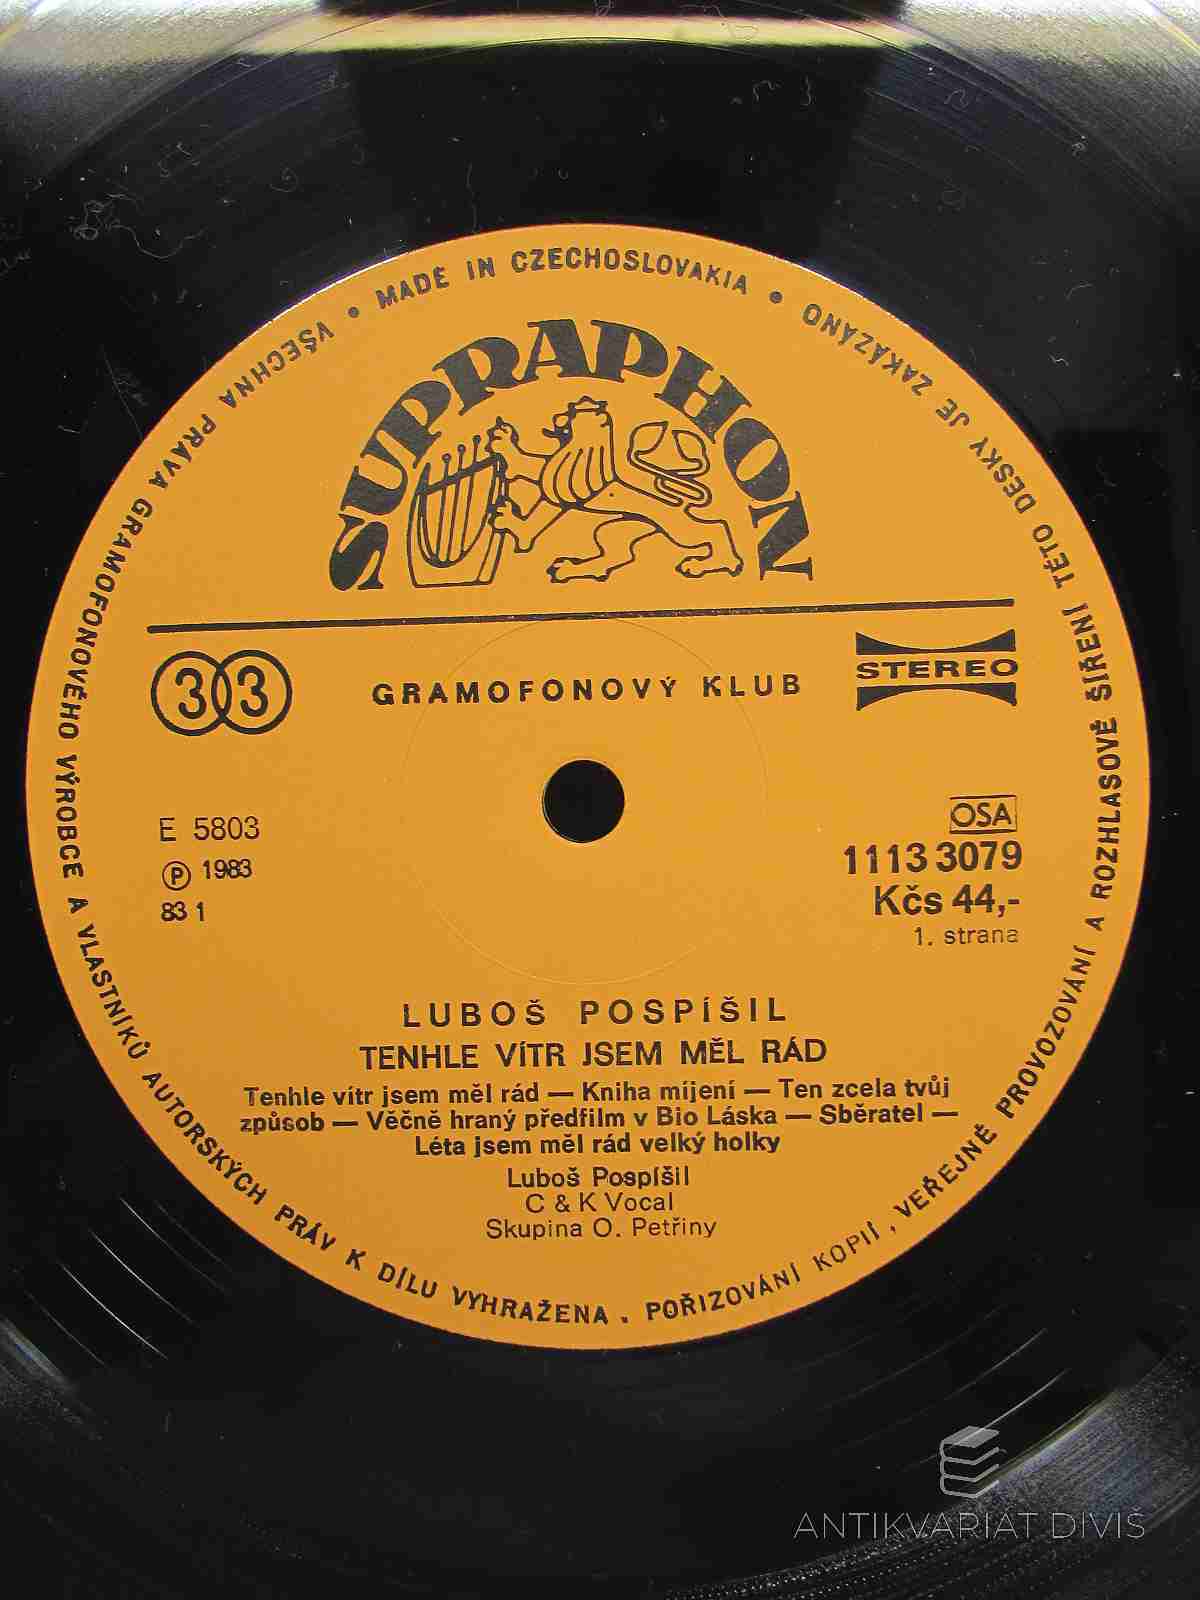 • MADE IN CZECHOSLOVAKIA •
VŠECHNA PRÁVA GRAMOFONOVÉHO VÝROBCE A VLASTNÍKŮ AUTORSKÝCH PRÁV K DÍLU VYHRAŽENA . POŘIZOVÁNÍ KOPIÍ, VEŘEJNÉ PROVOZOVÁNÍ A ROZHLASOVÉ ŠÍŘENÍ TÉTO DESKY JE ZAKÁZÁNO
SUPRAPHON
33
GRAMOFONOVÝ KLUB
STEREO
E 5803
Ⓟ 1983
83 1
OSA
1113 3079
Kčs 44,-
1. strana
LUBOŠ POSPÍŠIL
TENHLE VÍTR JSEM MĚL RÁD
Tenhle vítr jsem měl rád — Kniha míjení — Ten zcela tvůj
způsob — Věčně hraný předfilm v Bio Láska — Sběratel —
Léta jsem měl rád velký holky
Luboš Pospíšil
C & K Vocal
Skupina O. Petřiny
ANTIKVARIAT DIVIŠ